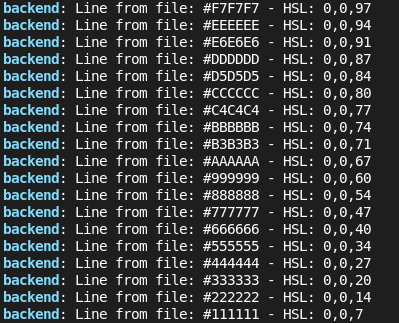 backend: Line from file: #F7F7F7 - HSL: 0,0,97
backend: Line from file: #EEEEEE - HSL: 0,0,94
backend: Line from file: #E6E6E6 - HSL: 0,0,91
backend: Line from file: #DDDDDD - HSL: 0,0,87
backend: Line from file: #D5D5D5 - HSL: 0,0,84
backend: Line from file: #CCCCCC - HSL: 0,0,80
backend: Line from file: #C4C4C4 - HSL: 0,0,77
backend: Line from file: #BBBBBB - HSL: 0,0,74
backend: Line from file: #B3B3B3 - HSL: 0,0,71
backend: Line from file: #AAAAAA - HSL: 0,0,67
backend: Line from file: #999999 - HSL: 0,0,60
backend: Line from file: #888888 - HSL: 0,0,54
backend: Line from file: #777777 - HSL: 0,0,47
backend: Line from file: #666666 - HSL: 0,0,40
backend: Line from file: #555555 - HSL: 0,0,34
backend: Line from file: #444444 - HSL: 0,0,27
backend: Line from file: #333333 - HSL: 0,0,20
backend: Line from file: #222222 - HSL: 0,0,14
backend: Line from file: #111111 - HSL: 0,0,7